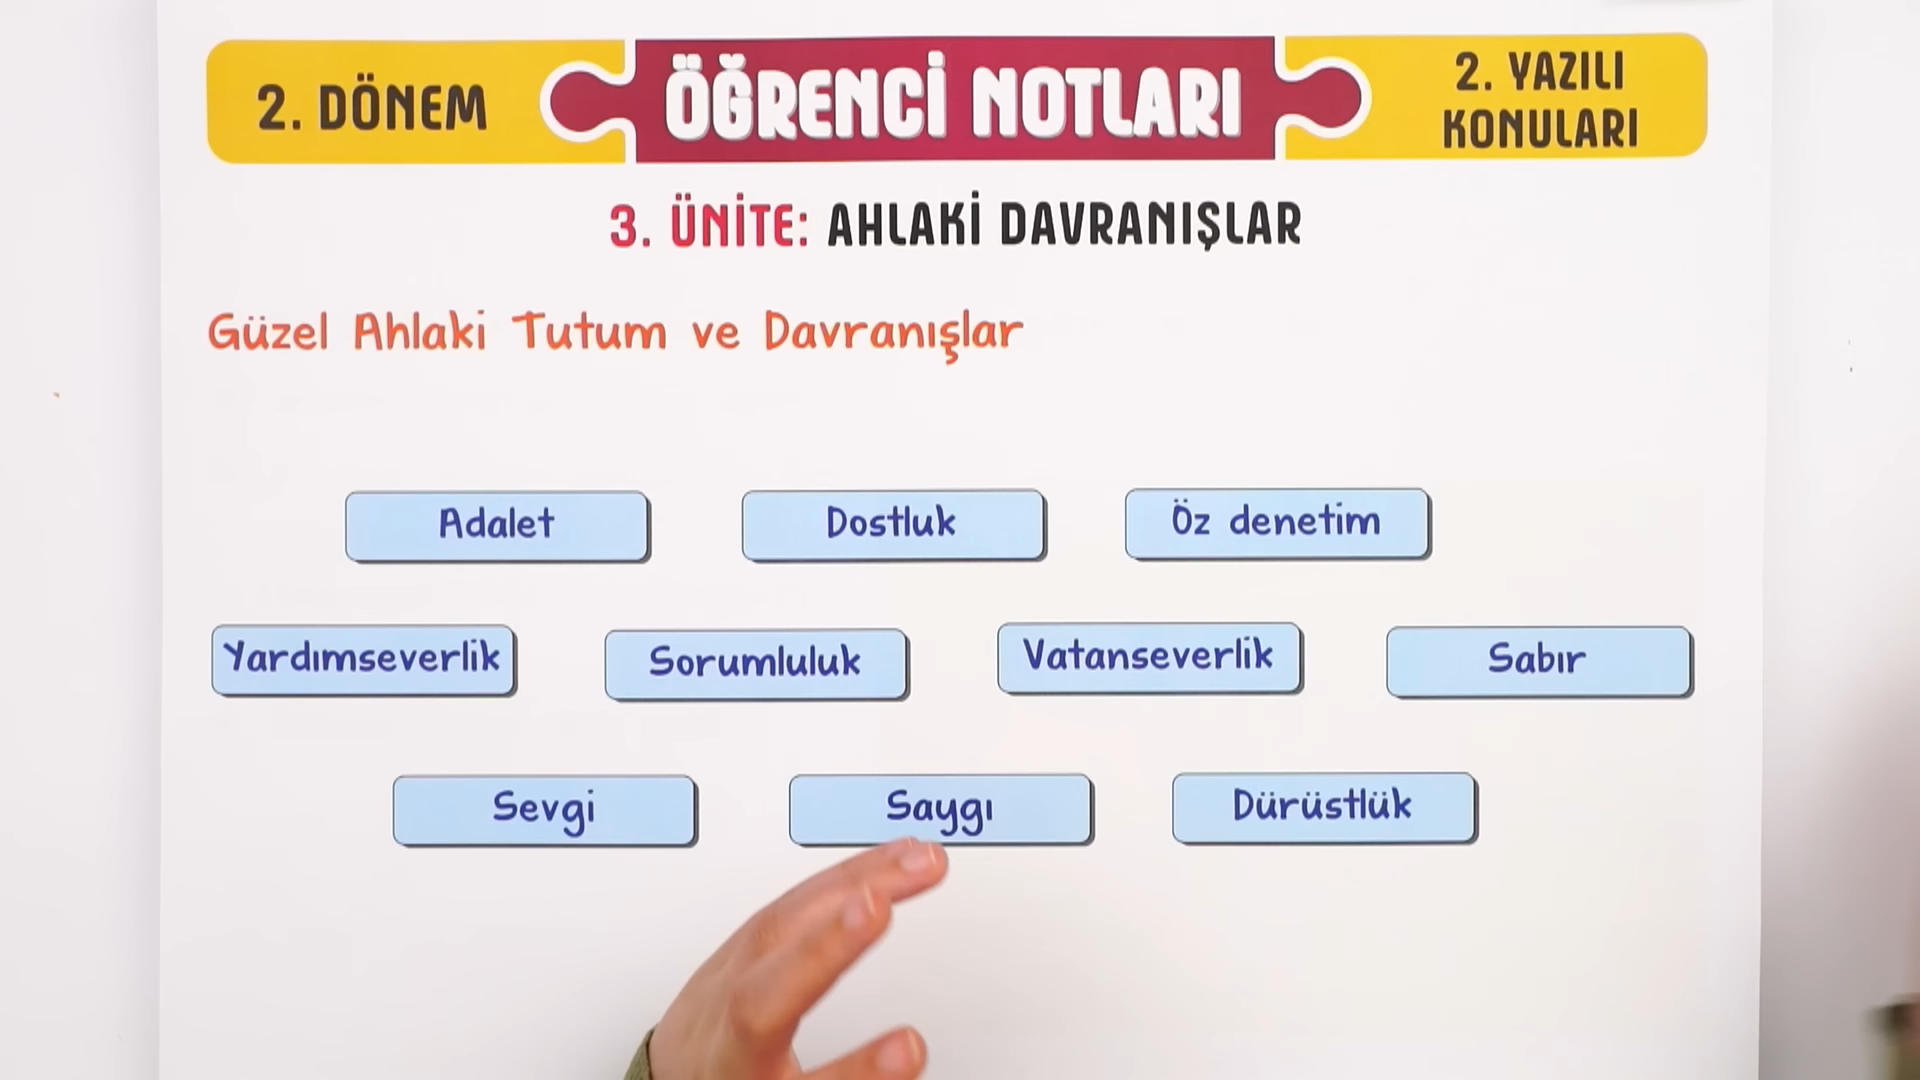 2. DÖNEM
ÖĞRENCİ NOTLARI
2. YAZILI
KONULARI
3. ÜNİTE: AHLAKİ DAVRANIŞLAR
Güzel Ahlaki Tutum ve Davranışlar
Adalet
Dostluk
Öz denetim
Yardımseverlik
Sorumluluk
Vatanseverlik
Sabır
Sevgi
Saygı
Dürüstlük